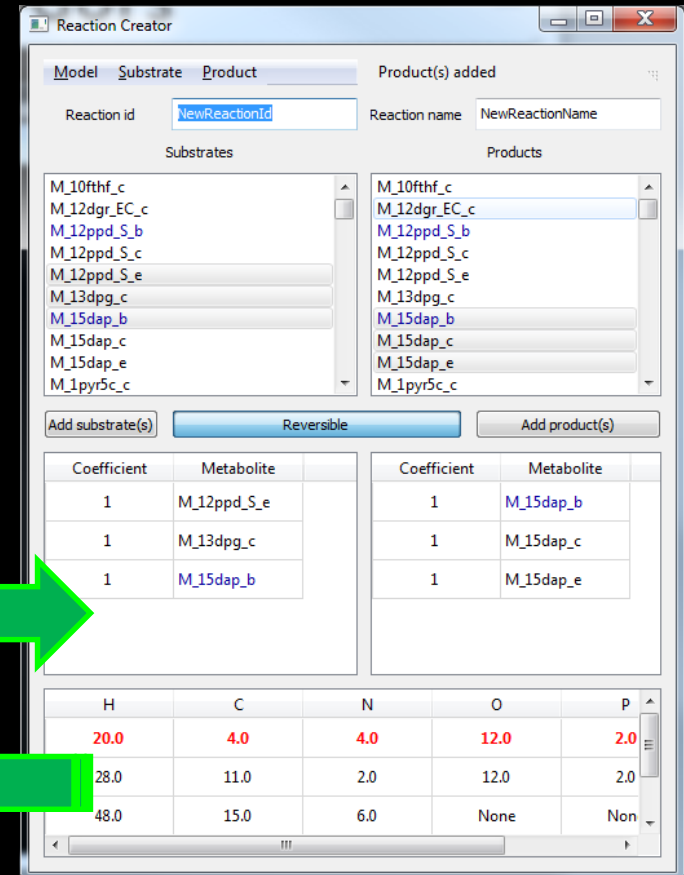 Reaction Creator
Model Substrate Product Product(s) added
Reaction id NewReactionId Reaction name NewReactionName
Substrates Products
M_10fthf_c M_10fthf_c
M_12dgr_EC_c M_12dgr_EC_c
M_12ppd_S_b M_12ppd_S_b
M_12ppd_S_c M_12ppd_S_c
M_12ppd_S_e M_12ppd_S_e
M_13dpg_c M_13dpg_c
M_15dap_b M_15dap_b
M_15dap_c M_15dap_c
M_15dap_e M_15dap_e
M_1pyr5c_c M_1pyr5c_c
Add substrate(s) Reversible Add product(s)
Coefficient Metabolite Coefficient Metabolite
1 M_12ppd_S_e 1 M_15dap_b
1 M_13dpg_c 1 M_15dap_c
1 M_15dap_b 1 M_15dap_e
H C N O P
20.0 4.0 4.0 12.0 2.0
28.0 11.0 2.0 12.0 2.0
48.0 15.0 6.0 None Non